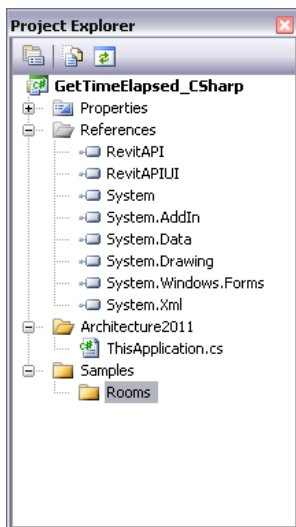 Project Explorer
GetTimeElapsed_CSharp
Properties
References
RevitAPI
RevitAPIUI
System
System.AddIn
System.Data
System.Drawing
System.Windows.Forms
System.Xml
Architecture2011
ThisApplication.cs
Samples
Rooms